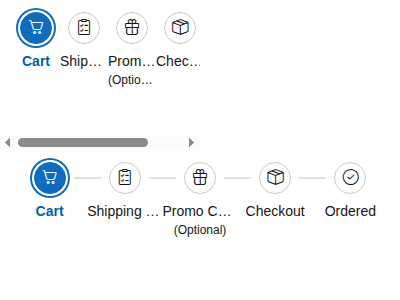 Cart Ship... Prom... Chec...
(Optio...
Cart Shipping ... Promo C... Checkout Ordered
(Optional)